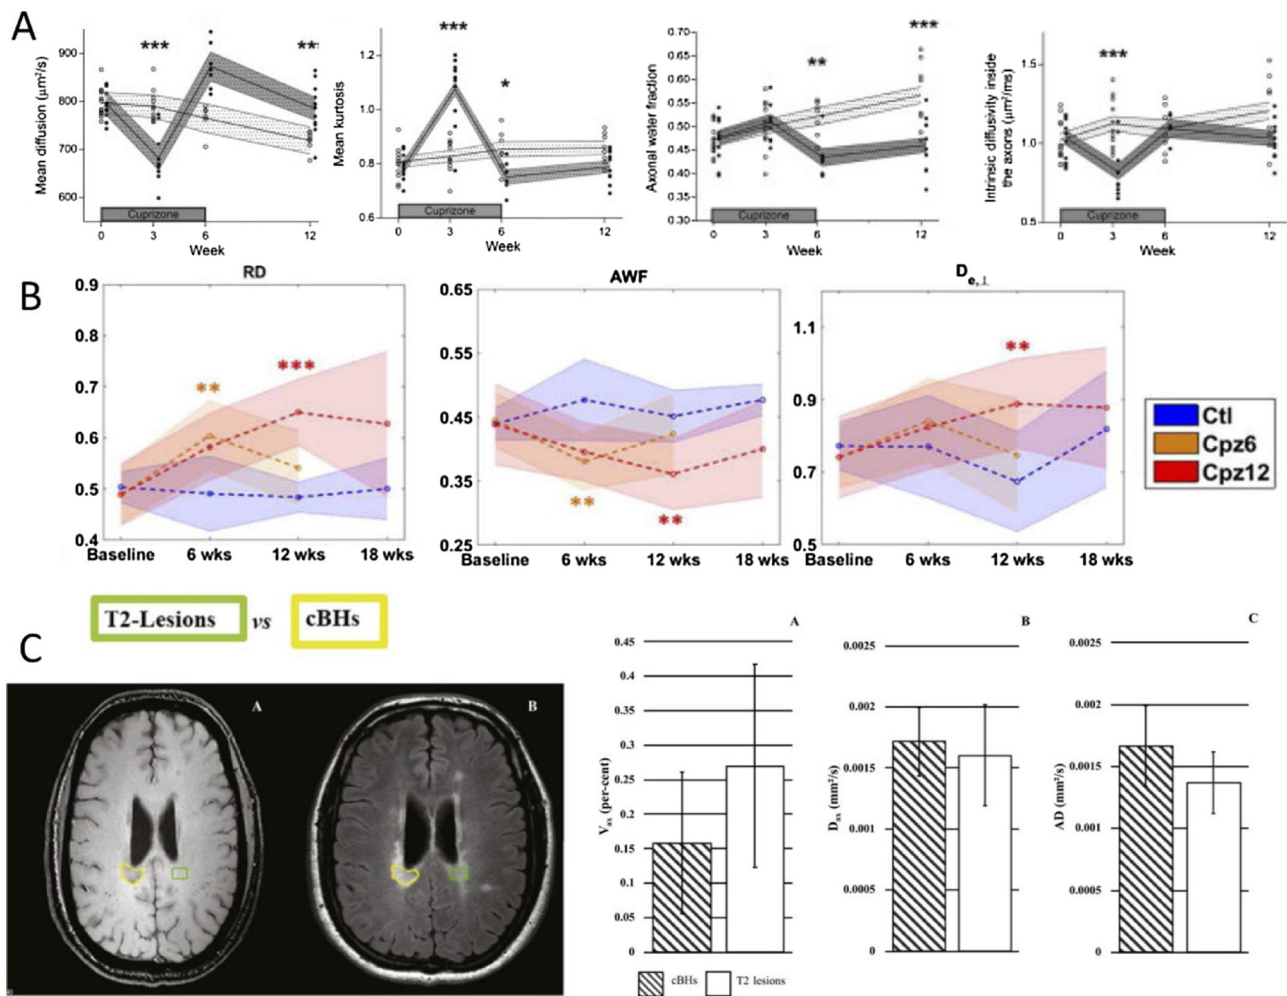 A
Mean diffusion (μm²/s)
900
800
700
600
***
**
Cuprizone
0 3 6 12
Week
Mean kurtosis
1.2
1.0
0.8
0.6
***
*
Cuprizone
0 3 6 12
Week
Axonal water fraction
0.70
0.65
0.60
0.55
0.50
0.45
0.40
0.35
0.30
**
***
Cuprizone
0 3 6 12
Week
Intrinsic diffusivity inside
the axons (μm²/ms)
1.5
1.0
0.5
***
Cuprizone
0 3 6 12
Week
B
RD
0.9
0.8
0.7
0.6
0.5
0.4
**
***
Baseline 6 wks 12 wks 18 wks
AWF
0.65
0.55
0.45
0.35
0.25
**
**
Baseline 6 wks 12 wks 18 wks
De,⊥
1.1
0.9
0.7
0.5
**
Baseline 6 wks 12 wks 18 wks
Ctl
Cpz6
Cpz12
T2-Lesions vs cBHs
C
A
B
A
Vax (per-cent)
0.45
0.4
0.35
0.3
0.25
0.2
0.15
0.1
0.05
0
B
Dax (mm²/s)
0.0025
0.002
0.0015
0.001
0.0005
0
C
AD (mm²/s)
0.0025
0.002
0.0015
0.001
0.0005
0
cBHs
T2 lesions